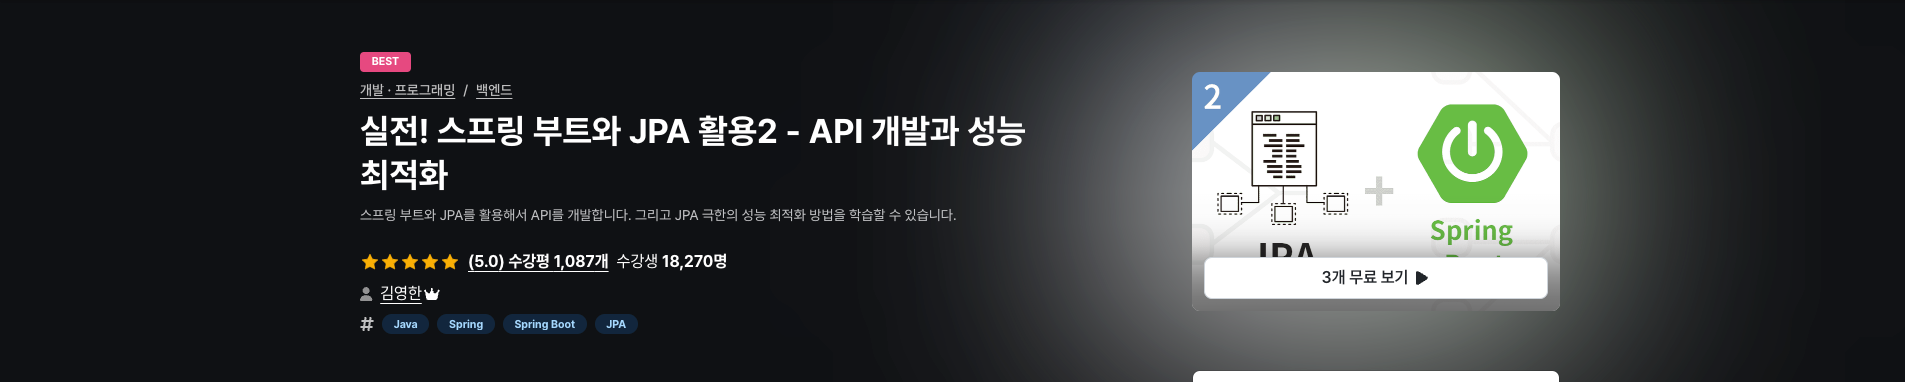 BEST
개발 · 프로그래밍 / 백엔드
실전! 스프링 부트와 JPA 활용2 - API 개발과 성능
최적화
스프링 부트와 JPA를 활용해서 API를 개발합니다. 그리고 JPA 극한의 성능 최적화 방법을 학습할 수 있습니다.
(5.0) 수강평 1,087개 수강생 18,270명
김영한
# Java Spring Spring Boot JPA
2
Spring
JPA
3개 무료 보기